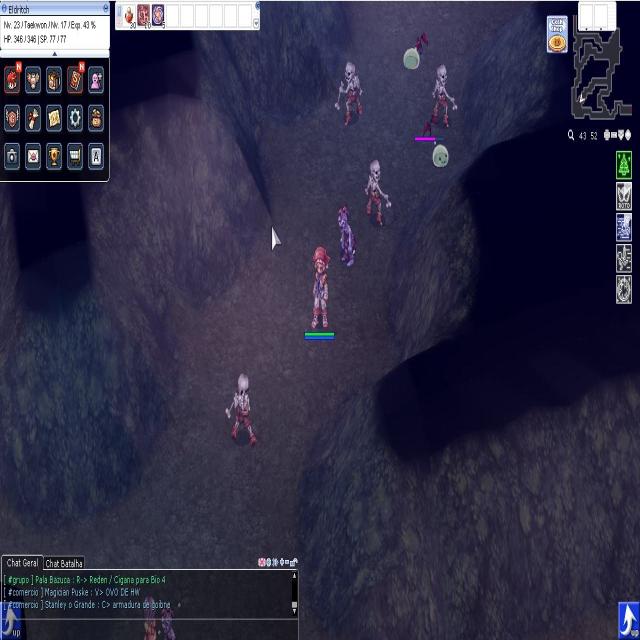 Eldritch
Nv. 23 / Taekwon / Nv. 17 / Exp. 43 %
HP. 346 / 346 | SP. 77 / 77
N
N
A
43 52
Chat Geral
Chat Batalha
[ #grupo ] Pala Bazuca : R-> Reden / Cigana para Bio 4
[ #comercio ] Magician Puske : V> OVO DE HW
[ #comercio ] Stanley o Grande : C> armadura de goibne
up